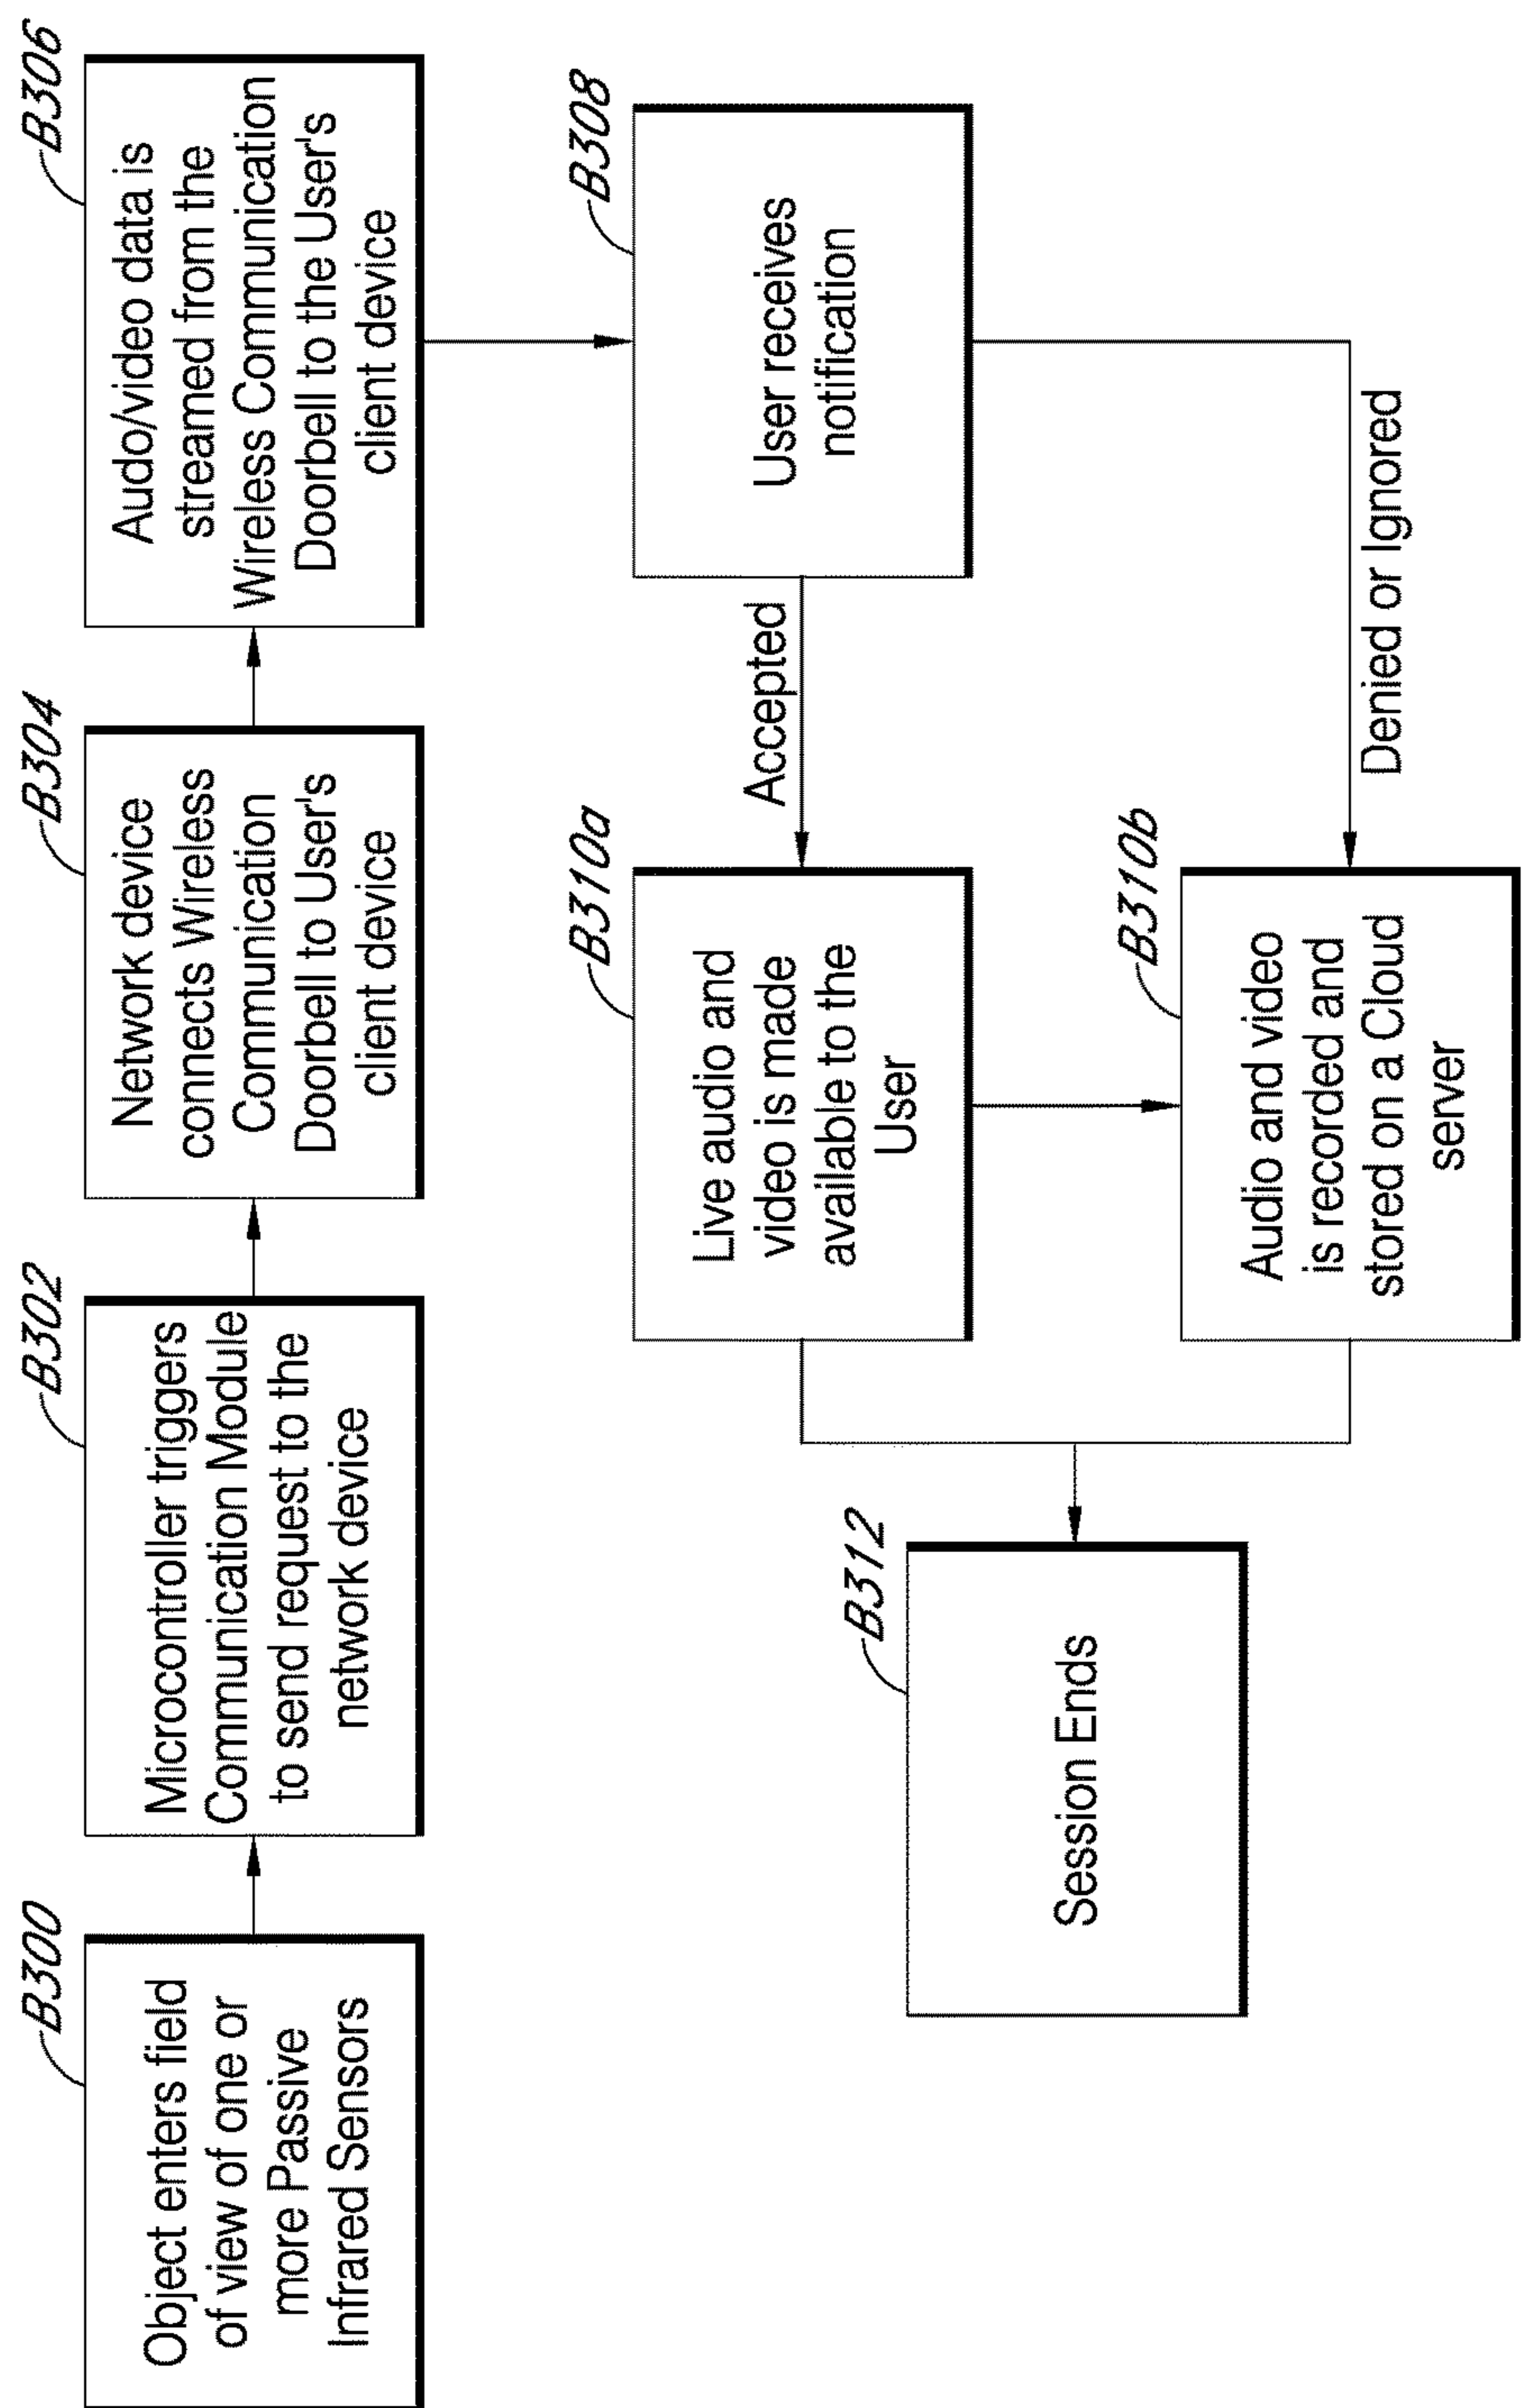 B300
Object enters field
of view of one or
more Passive
Infrared Sensors
B302
Microcontroller triggers
Communication Module
to send request to the
network device
B304
Network device
connects Wireless
Communication
Doorbell to User's
client device
B306
Audo/video data is
streamed from the
Wireless Communication
Doorbell to the User's
client device
B308
User receives
notification
Accepted
B310a
Live audio and
video is made
available to the
User
Denied or Ignored
B310b
Audio and video
is recorded and
stored on a Cloud
server
B312
Session Ends